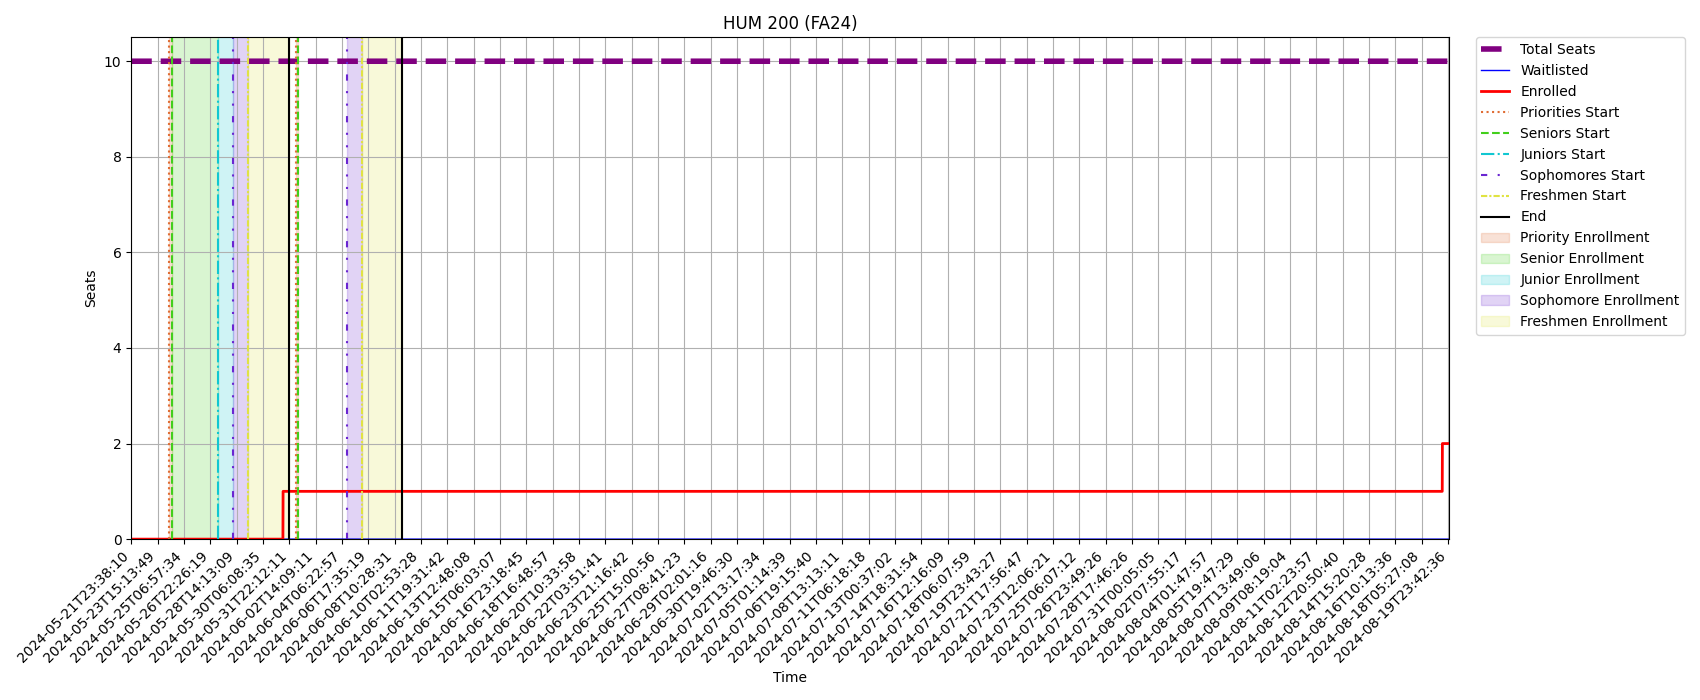 HUM 200 (FA24)
Total Seats
Waitlisted
Enrolled
Priorities Start
Seniors Start
Juniors Start
Sophomores Start
Freshmen Start
End
Priority Enrollment
Senior Enrollment
Junior Enrollment
Sophomore Enrollment
Freshmen Enrollment
Seats
10
8
6
4
2
0
2024-05-21T23:38:10
2024-05-23T15:13:49
2024-05-25T06:57:34
2024-05-26T22:26:19
2024-05-28T14:13:09
2024-05-30T06:08:35
2024-05-31T22:12:11
2024-06-02T14:09:11
2024-06-04T06:22:57
2024-06-06T17:35:19
2024-06-08T10:28:31
2024-06-10T02:53:28
2024-06-11T19:31:42
2024-06-13T12:48:08
2024-06-15T06:03:07
2024-06-16T23:18:45
2024-06-18T16:48:57
2024-06-20T10:33:58
2024-06-22T03:51:41
2024-06-23T21:16:42
2024-06-25T15:00:56
2024-06-27T08:41:23
2024-06-29T02:01:16
2024-06-30T19:46:30
2024-07-02T13:17:34
2024-07-05T01:14:39
2024-07-06T19:15:40
2024-07-08T13:13:11
2024-07-11T06:18:18
2024-07-13T00:37:02
2024-07-14T18:31:54
2024-07-16T12:16:09
2024-07-18T06:07:59
2024-07-19T23:43:27
2024-07-21T17:56:47
2024-07-23T12:06:21
2024-07-25T06:07:12
2024-07-26T23:49:26
2024-07-28T17:46:26
2024-07-31T00:05:05
2024-08-02T07:55:17
2024-08-04T01:47:57
2024-08-05T19:47:29
2024-08-07T13:49:06
2024-08-09T08:19:04
2024-08-11T02:23:57
2024-08-12T20:50:40
2024-08-14T15:20:28
2024-08-16T10:13:36
2024-08-18T05:27:08
2024-08-19T23:42:36
Time